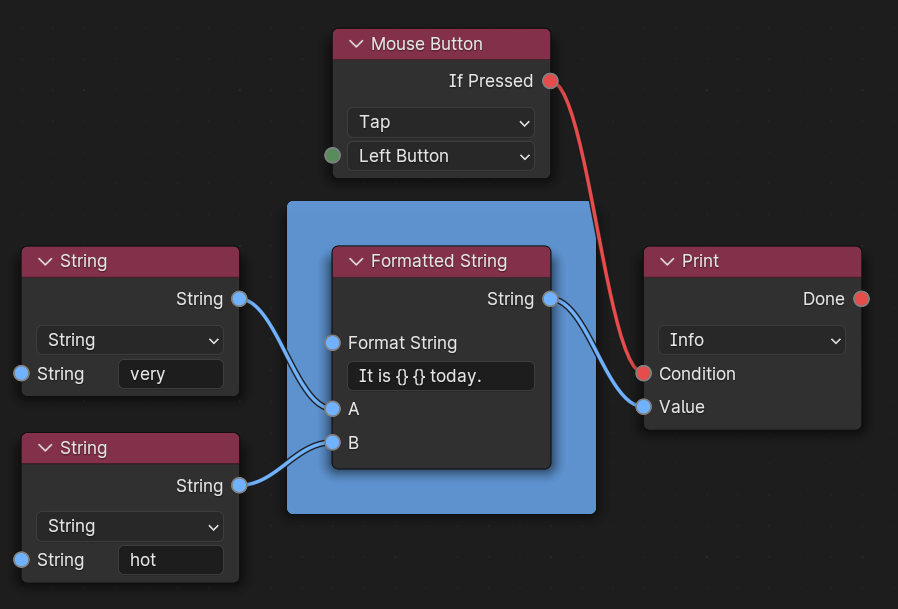 Mouse Button
If Pressed
Tap
Left Button
String
String
String
String very
Formatted String
String
Format String
It is {} {} today.
A
B
Print
Done
Info
Condition
Value
String
String
String
String hot